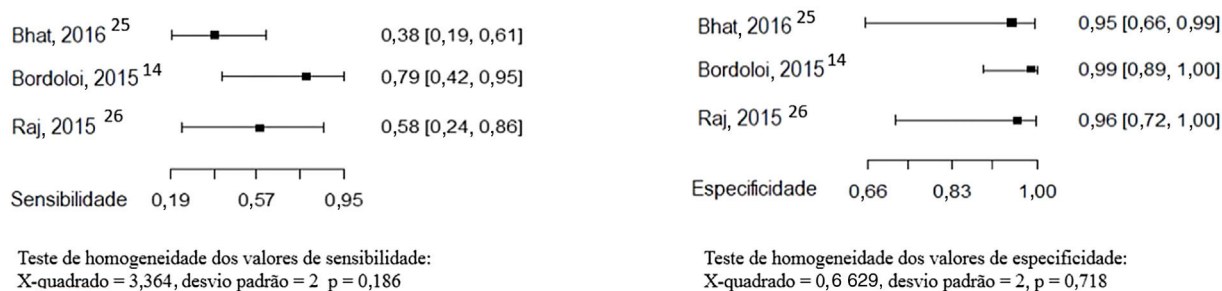 Bhat, 2016 25 0,38 [0,19, 0,61]
Bordoloi, 2015 14 0,79 [0,42, 0,95]
Raj, 2015 26 0,58 [0,24, 0,86]
Sensibilidade 0,19 0,57 0,95
Teste de homogeneidade dos valores de sensibilidade:
X-quadrado = 3,364, desvio padrão = 2 p = 0,186
Bhat, 2016 25 0,95 [0,66, 0,99]
Bordoloi, 2015 14 0,99 [0,89, 1,00]
Raj, 2015 26 0,96 [0,72, 1,00]
Especificidade 0,66 0,83 1,00
Teste de homogeneidade dos valores de especificidade:
X-quadrado = 0,6 629, desvio padrão = 2, p = 0,718